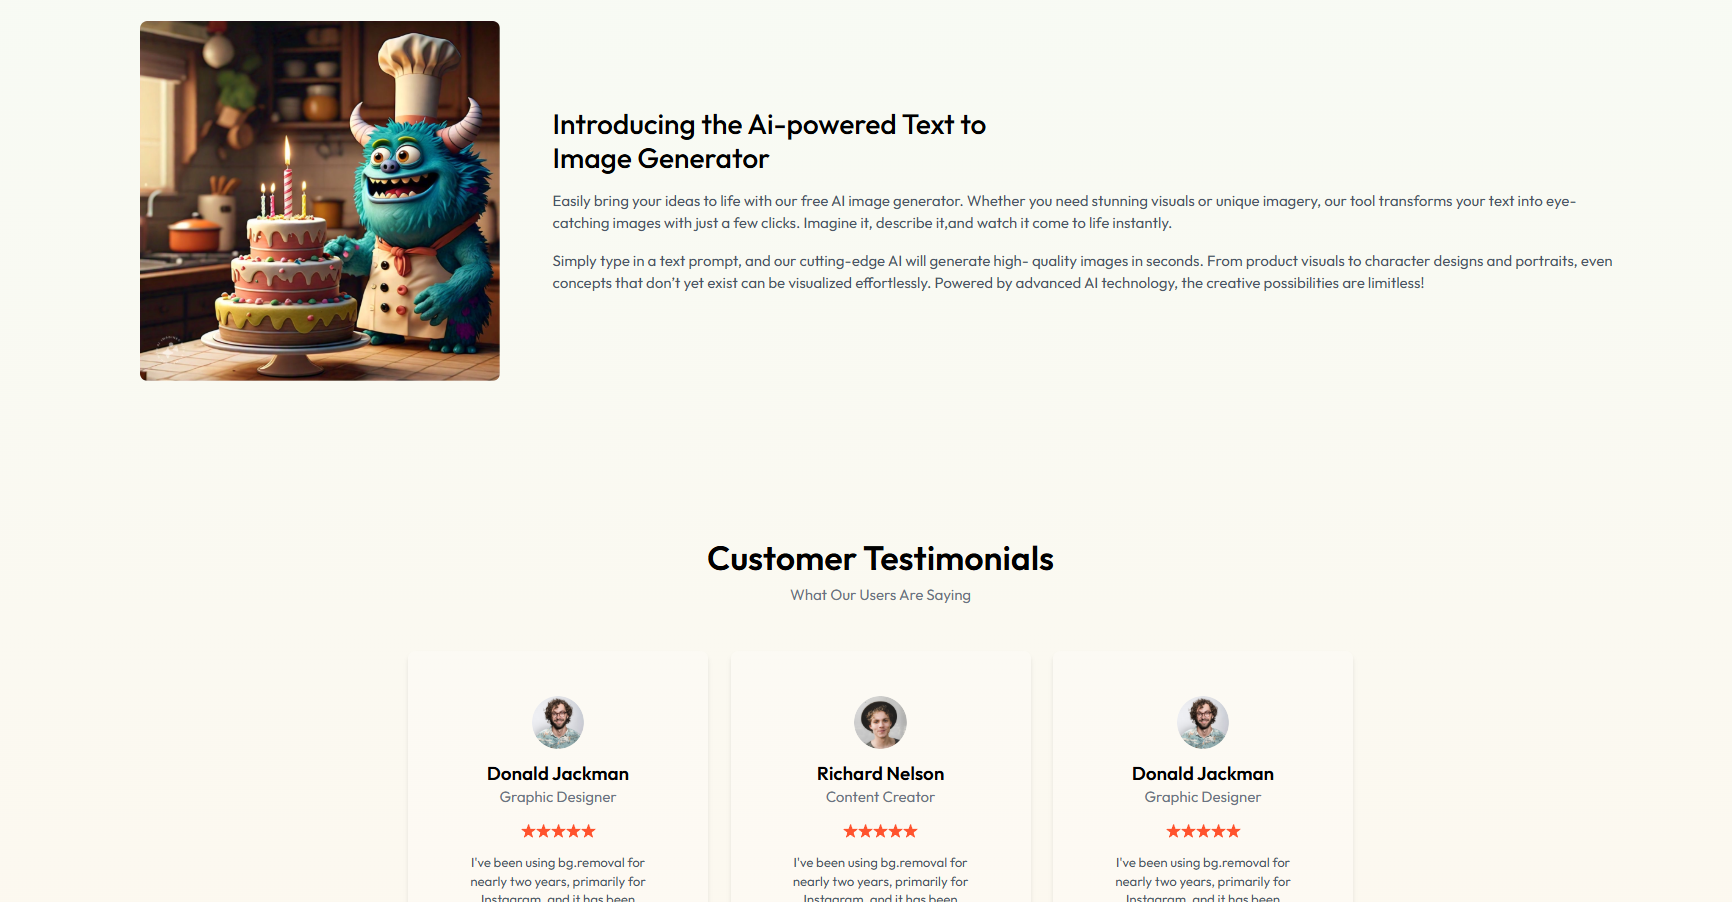 Introducing the Ai-powered Text to
Image Generator
Easily bring your ideas to life with our free AI image generator. Whether you need stunning visuals or unique imagery, our tool transforms your text into eye-
catching images with just a few clicks. Imagine it, describe it,and watch it come to life instantly.
Simply type in a text prompt, and our cutting-edge AI will generate high- quality images in seconds. From product visuals to character designs and portraits, even
concepts that don't yet exist can be visualized effortlessly. Powered by advanced AI technology, the creative possibilities are limitless!
Customer Testimonials
What Our Users Are Saying
Donald Jackman
Graphic Designer
I've been using bg.removal for
nearly two years, primarily for
Instagram, and it has been
Richard Nelson
Content Creator
I've been using bg.removal for
nearly two years, primarily for
Instagram, and it has been
Donald Jackman
Graphic Designer
I've been using bg.removal for
nearly two years, primarily for
Instagram, and it has been